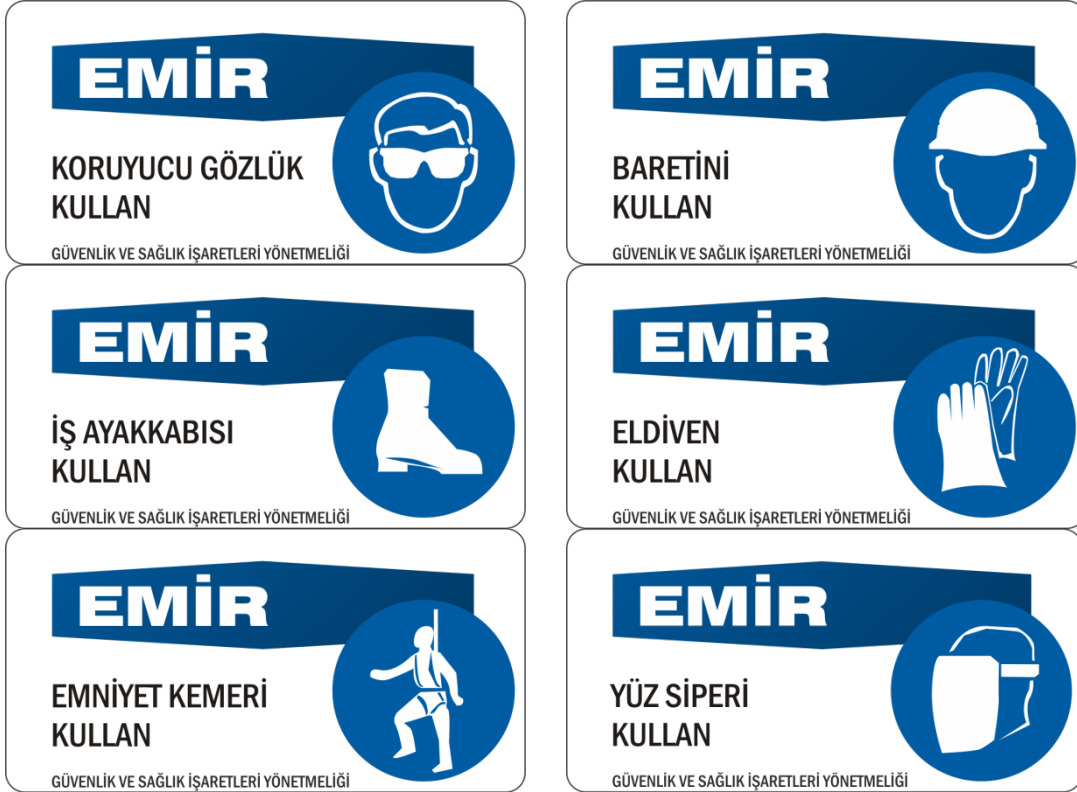 EMİR
KORUYUCU GÖZLÜK
KULLAN
GÜVENLİK VE SAĞLIK İŞARETLERİ YÖNETMELİĞİ
EMİR
BARETİNİ
KULLAN
GÜVENLİK VE SAĞLIK İŞARETLERİ YÖNETMELİĞİ
EMİR
İŞ AYAKKABISI
KULLAN
GÜVENLİK VE SAĞLIK İŞARETLERİ YÖNETMELİĞİ
EMİR
ELDİVEN
KULLAN
GÜVENLİK VE SAĞLIK İŞARETLERİ YÖNETMELİĞİ
EMİR
EMNİYET KEMERİ
KULLAN
GÜVENLİK VE SAĞLIK İŞARETLERİ YÖNETMELİĞİ
EMİR
YÜZ SİPERİ
KULLAN
GÜVENLİK VE SAĞLIK İŞARETLERİ YÖNETMELİĞİ